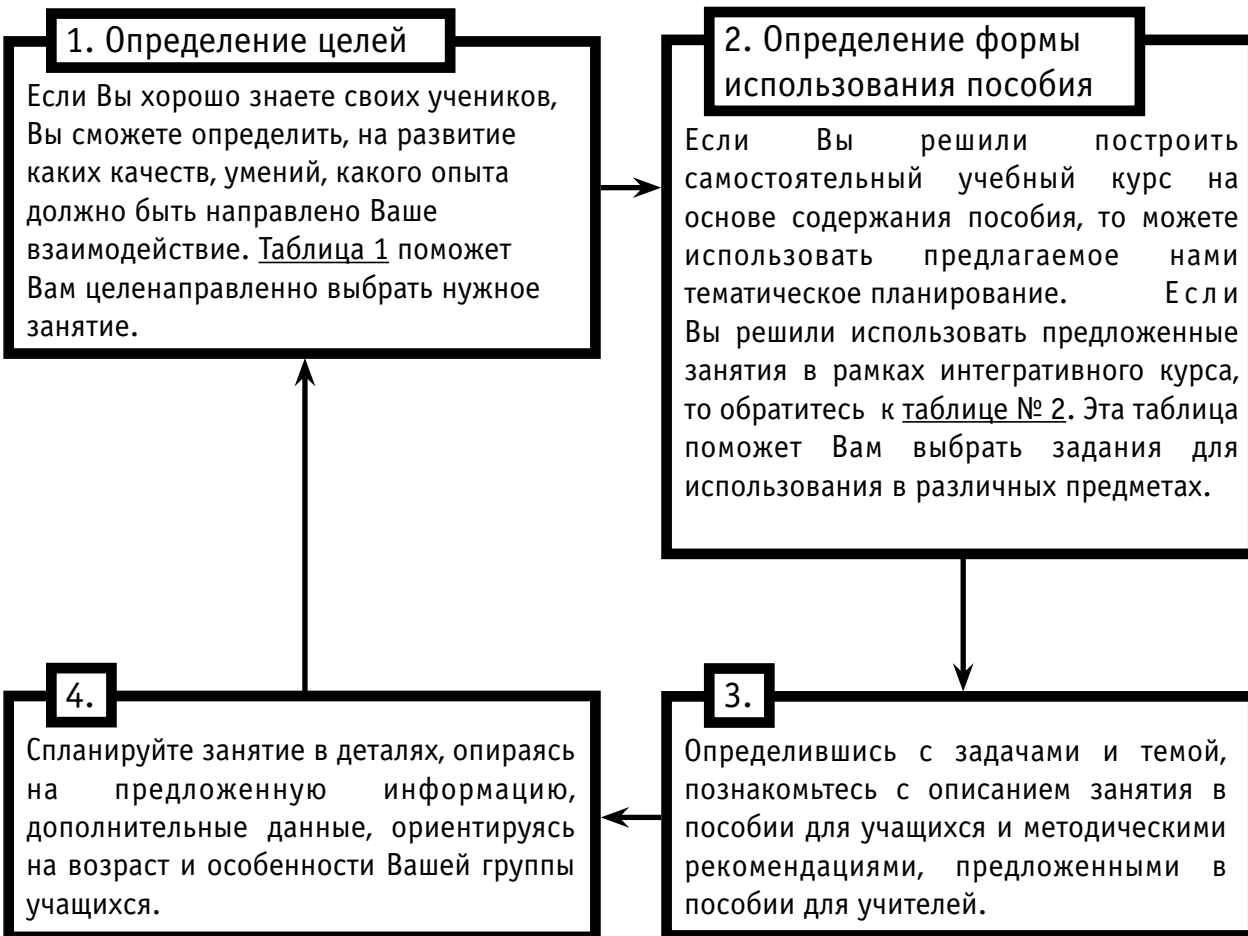 1. Определение целей
Если Вы хорошо знаете своих учеников,
Вы сможете определить, на развитие
каких качеств, умений, какого опыта
должно быть направлено Ваше
взаимодействие. Таблица 1 поможет
Вам целенаправленно выбрать нужное
занятие.
2. Определение формы
использования пособия
Если Вы решили построить
самостоятельный учебный курс на
основе содержания пособия, то можете
использовать предлагаемое нами
тематическое планирование. Если
Вы решили использовать предложенные
занятия в рамках интегративного курса,
то обратитесь к таблице № 2. Эта таблица
поможет Вам выбрать задания для
использования в различных предметах.
3.
Определившись с задачами и темой,
познакомьтесь с описанием занятия в
пособии для учащихся и методическими
рекомендациями, предложенными в
пособии для учителей.
4.
Спланируйте занятие в деталях, опираясь
на предложенную информацию,
дополнительные данные, ориентируясь
на возраст и особенности Вашей группы
учащихся.